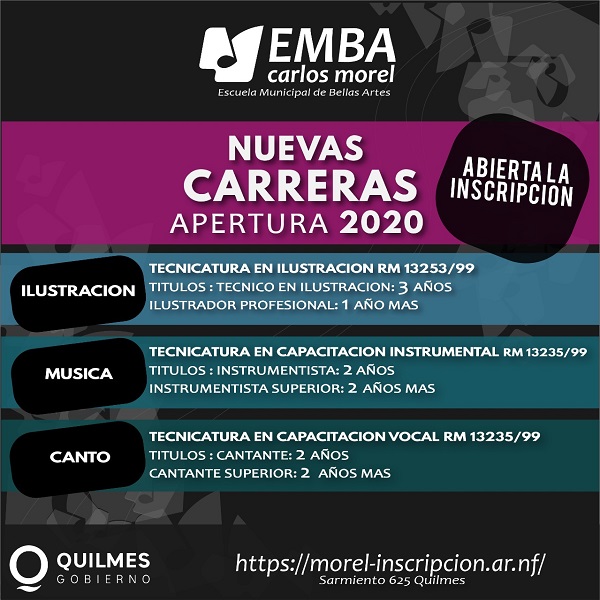 EMBA
carlos morel
Escuela Municipal de Bellas Artes
NUEVAS
CARRERAS
APERTURA 2020
ABIERTA LA
INSCRIPCION
ILUSTRACION
TECNICATURA EN ILUSTRACION RM 13253/99
TITULOS : TECNICO EN ILUSTRACION: 3 AÑOS
ILUSTRADOR PROFESIONAL: 1 AÑO MAS
MUSICA
TECNICATURA EN CAPACITACION INSTRUMENTAL RM 13235/99
TITULOS : INSTRUMENTISTA: 2 AÑOS
INSTRUMENTISTA SUPERIOR: 2 AÑOS MAS
CANTO
TECNICATURA EN CAPACITACION VOCAL RM 13235/99
TITULOS : CANTANTE: 2 AÑOS
CANTANTE SUPERIOR: 2 AÑOS MAS
QUILMES
GOBIERNO
https://morel-inscripcion.ar.nf/
Sarmiento 625 Quilmes